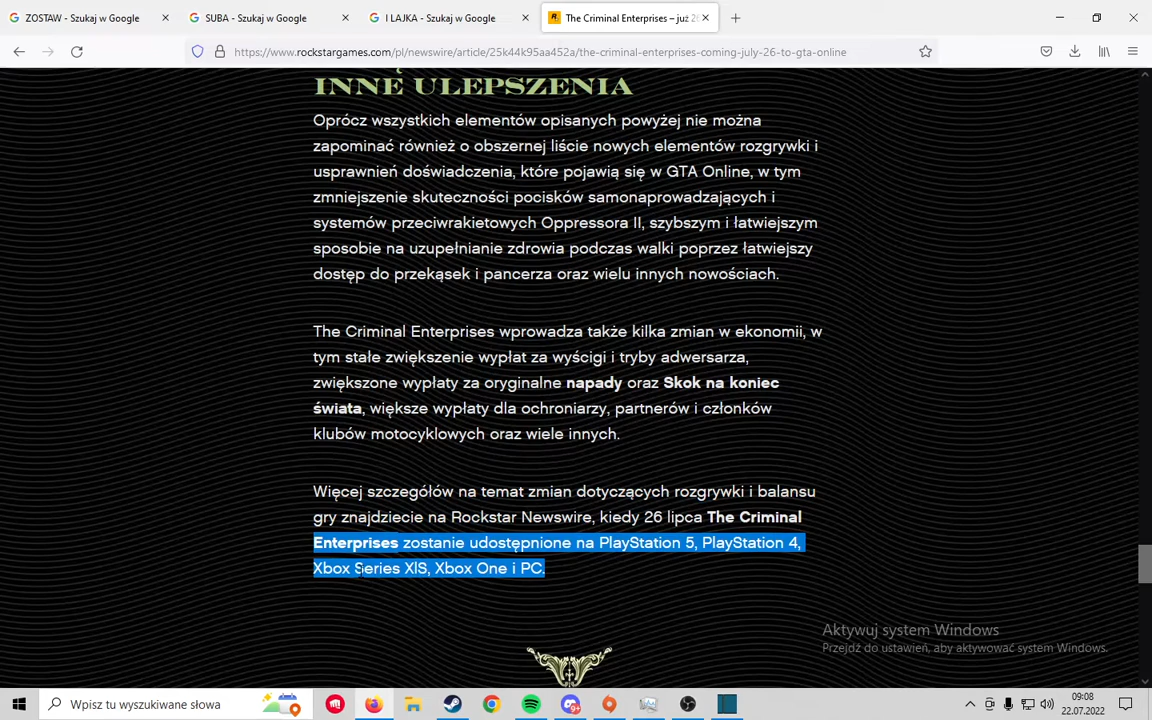 ZOSTAW - Szukaj w Google
SUBA - Szukaj w Google
I LAJKA - Szukaj w Google
The Criminal Enterprises – już 26
https://www.rockstargames.com/pl/newswire/article/25k44k95aa452a/the-criminal-enterprises-coming-july-26-to-gta-online
INNE ULEPSZENIA
Oprócz wszystkich elementów opisanych powyżej nie można
zapominać również o obszernej liście nowych elementów rozgrywki i
usprawnień doświadczenia, które pojawią się w GTA Online, w tym
zmniejszenie skuteczności pocisków samonaprowadzających i
systemów przeciwrakietowych Oppressora II, szybszym i łatwiejszym
sposobie na uzupełnianie zdrowia podczas walki poprzez łatwiejszy
dostęp do przekąsek i pancerza oraz wielu innych nowościach.
The Criminal Enterprises wprowadza także kilka zmian w ekonomii, w
tym stałe zwiększenie wypłat za wyścigi i tryby adwersarza,
zwiększone wypłaty za oryginalne napady oraz Skok na koniec
świata, większe wypłaty dla ochroniarzy, partnerów i członków
klubów motocyklowych oraz wiele innych.
Więcej szczegółów na temat zmian dotyczących rozgrywki i balansu
gry znajdziecie na Rockstar Newswire, kiedy 26 lipca The Criminal
Enterprises zostanie udostępnione na PlayStation 5, PlayStation 4,
Xbox Series X|S, Xbox One i PC.
Aktywuj system Windows
Przejdź do ustawień, aby aktywować system Windows.
Wpisz tu wyszukiwane słowa
09:08
22.07.2022